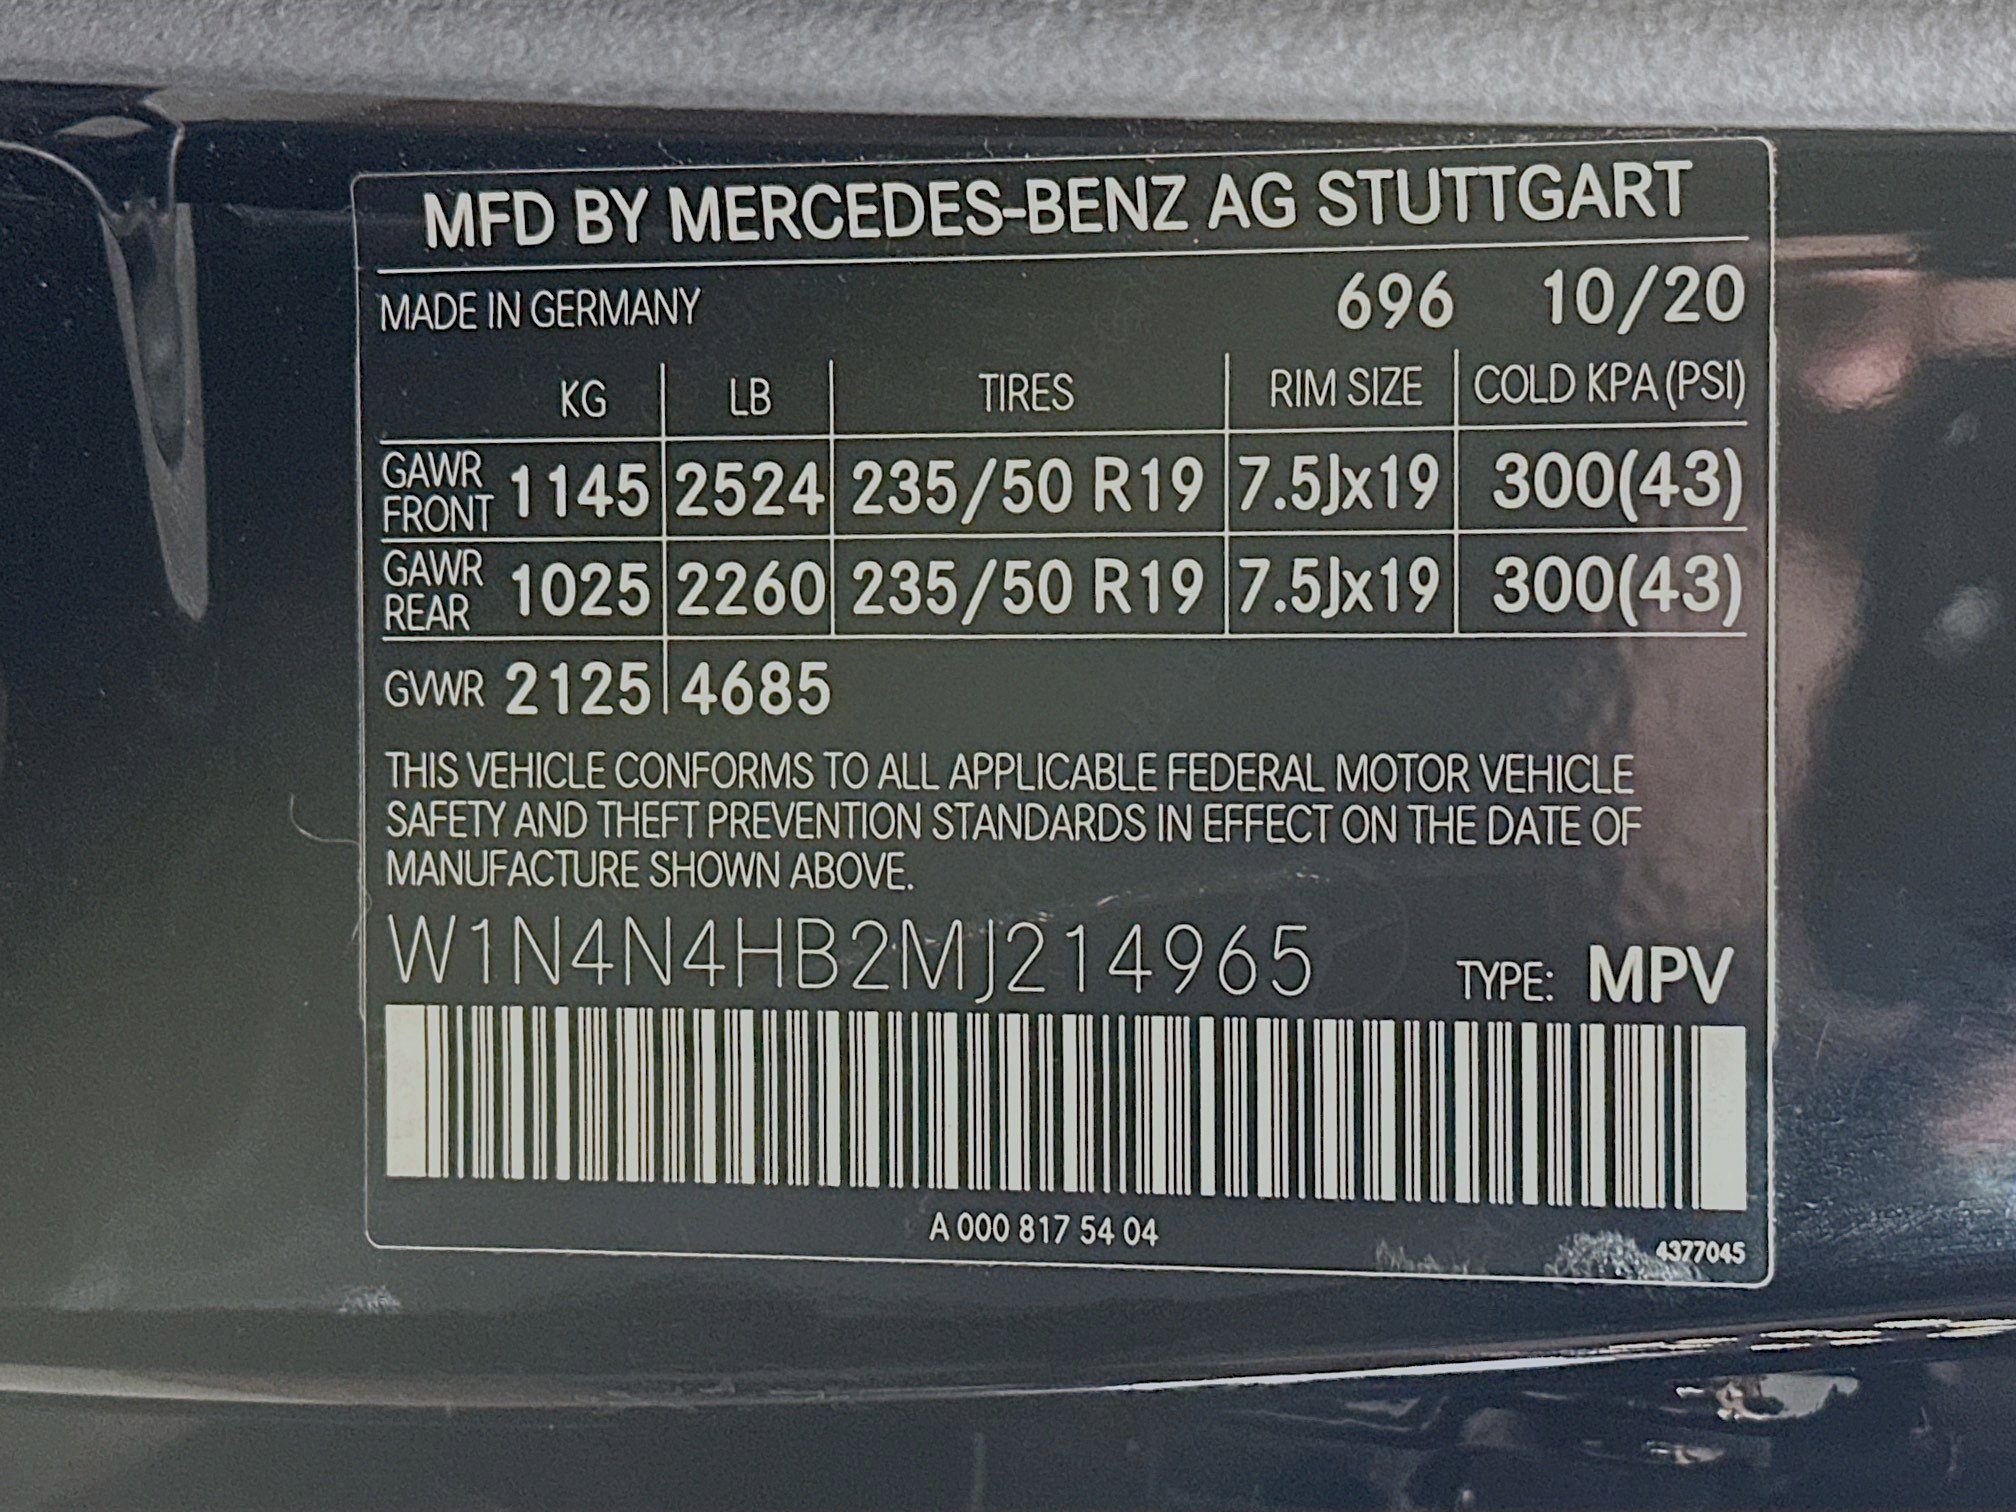 MFD BY MERCEDES-BENZ AG STUTTGART
MADE IN GERMANY 696 10/20
KG LB TIRES RIM SIZE COLD KPA (PSI)
GAWR FRONT 1145 2524 235/50 R19 7.5Jx19 300(43)
GAWR REAR 1025 2260 235/50 R19 7.5Jx19 300(43)
GVWR 2125 4685
THIS VEHICLE CONFORMS TO ALL APPLICABLE FEDERAL MOTOR VEHICLE
SAFETY AND THEFT PREVENTION STANDARDS IN EFFECT ON THE DATE OF
MANUFACTURE SHOWN ABOVE.
W1N4N4HB2MJ214965 TYPE: MPV
A 000 817 54 04
4377045